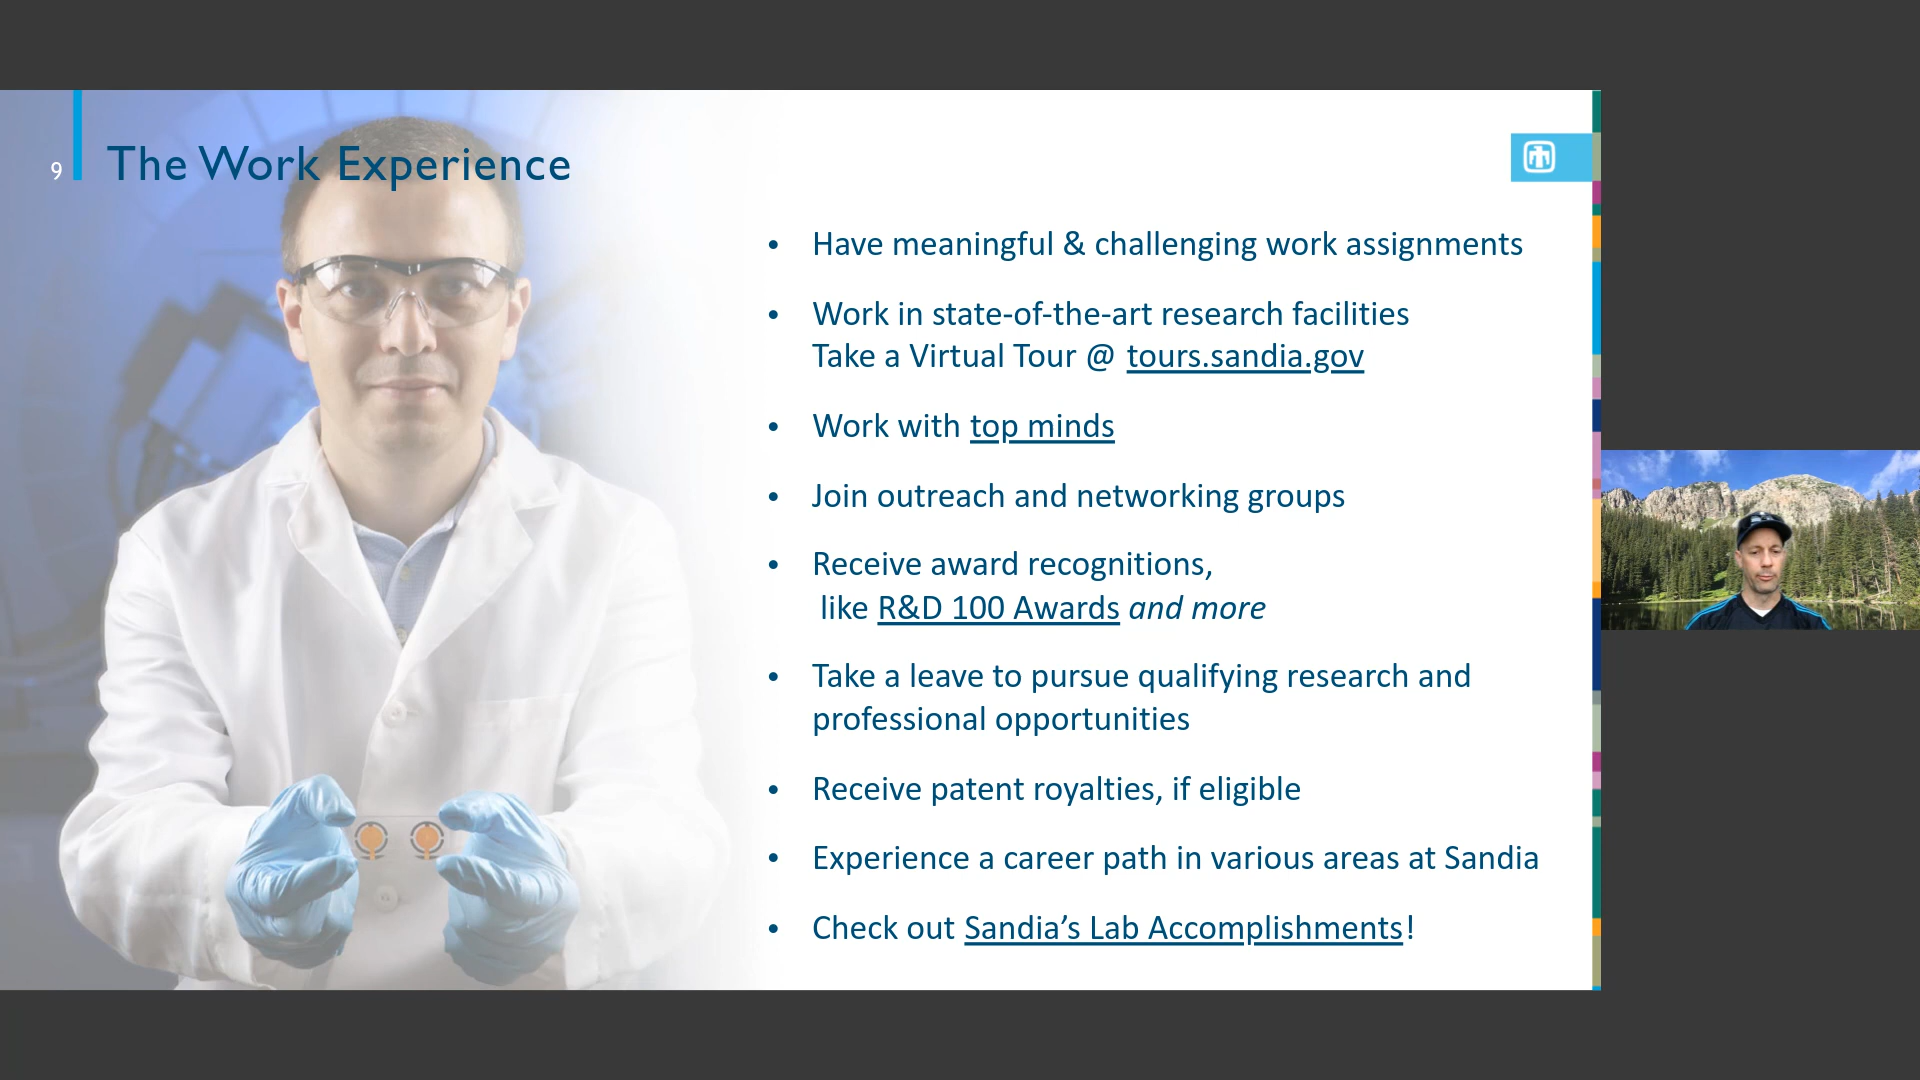 9
The Work Experience
• Have meaningful & challenging work assignments
• Work in state-of-the-art research facilities
Take a Virtual Tour @ tours.sandia.gov
• Work with top minds
• Join outreach and networking groups
• Receive award recognitions,
like R&D 100 Awards and more
• Take a leave to pursue qualifying research and
professional opportunities
• Receive patent royalties, if eligible
• Experience a career path in various areas at Sandia
• Check out Sandia’s Lab Accomplishments!